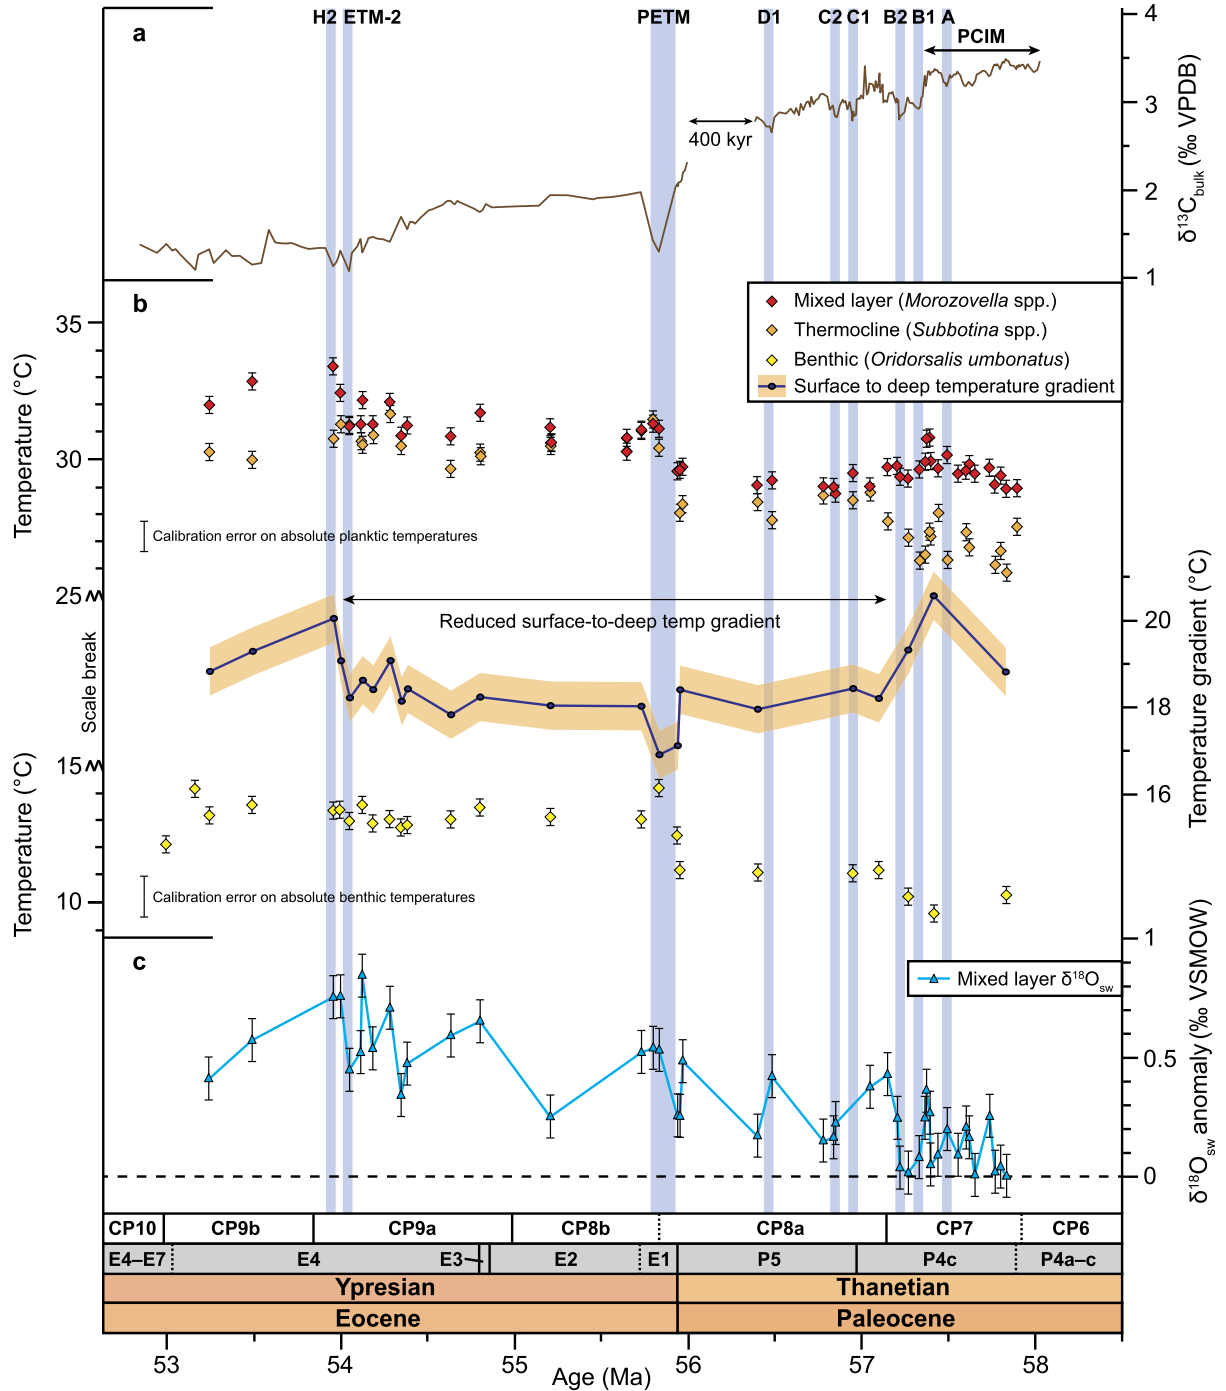 H2 ETM-2 PETM D1 C2 C1 B2 B1 A
a
PCIM
400 kyr
4
3
2
1
δ¹³C_bulk (‰ VPDB)
b
Mixed layer (Morozovella spp.)
Thermocline (Subbotina spp.)
Benthic (Oridorsalis umbonatus)
Surface to deep temperature gradient
35
30
25
Temperature (°C)
Calibration error on absolute planktic temperatures
Reduced surface-to-deep temp gradient
Scale break
20
18
16
Temperature gradient (°C)
15
10
Temperature (°C)
Calibration error on absolute benthic temperatures
c
Mixed layer δ¹⁸O_sw
1
0.5
0
δ¹⁸O_sw anomaly (‰ VSMOW)
CP10 CP9b CP9a CP8b CP8a CP7 CP6
E4–E7 E4 E3 E2 E1 P5 P4c P4a–c
Ypresian Thanetian
Eocene Paleocene
53 54 55 56 57 58
Age (Ma)